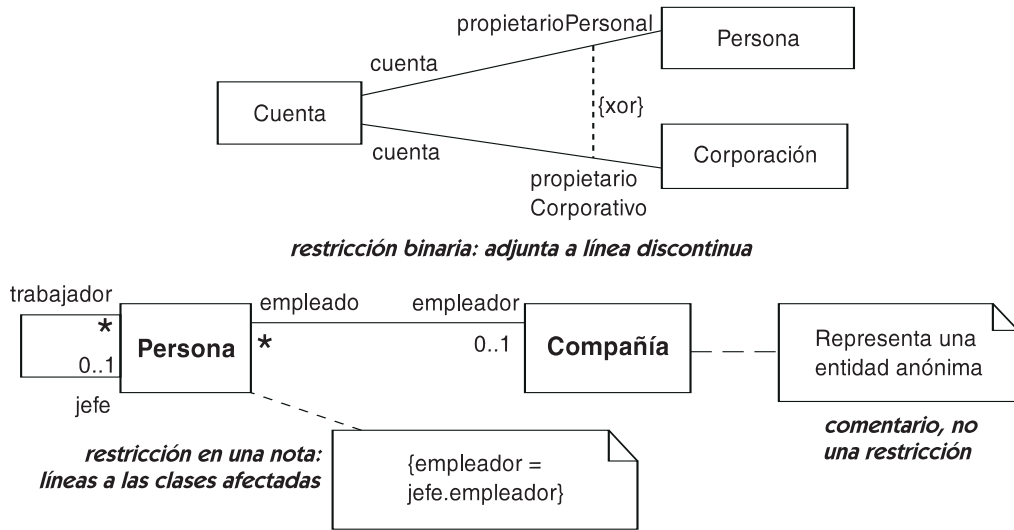 propietarioPersonal
Persona
cuenta
Cuenta
{xor}
cuenta
Corporación
propietario
Corporativo
restricción binaria: adjunta a línea discontinua
trabajador
*
0..1
jefe
Persona
empleado
*
empleador
0..1
Compañía
Representa una
entidad anónima
comentario, no
una restricción
restricción en una nota:
líneas a las clases afectadas
{empleador =
jefe.empleador}